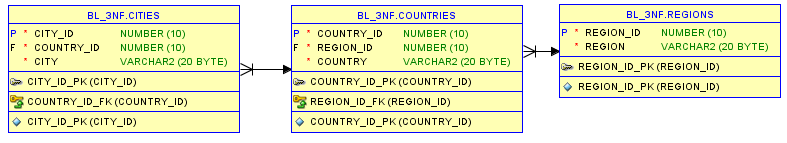 BL_3NF.CITIES
P * CITY_ID NUMBER (10)
F * COUNTRY_ID NUMBER (10)
* CITY VARCHAR2 (20 BYTE)
CITY_ID_PK (CITY_ID)
COUNTRY_ID_FK (COUNTRY_ID)
CITY_ID_PK (CITY_ID)
BL_3NF.COUNTRIES
P * COUNTRY_ID NUMBER (10)
F * REGION_ID NUMBER (10)
* COUNTRY VARCHAR2 (20 BYTE)
COUNTRY_ID_PK (COUNTRY_ID)
REGION_ID_FK (REGION_ID)
COUNTRY_ID_PK (COUNTRY_ID)
BL_3NF.REGIONS
P * REGION_ID NUMBER (10)
* REGION VARCHAR2 (20 BYTE)
REGION_ID_PK (REGION_ID)
REGION_ID_PK (REGION_ID)